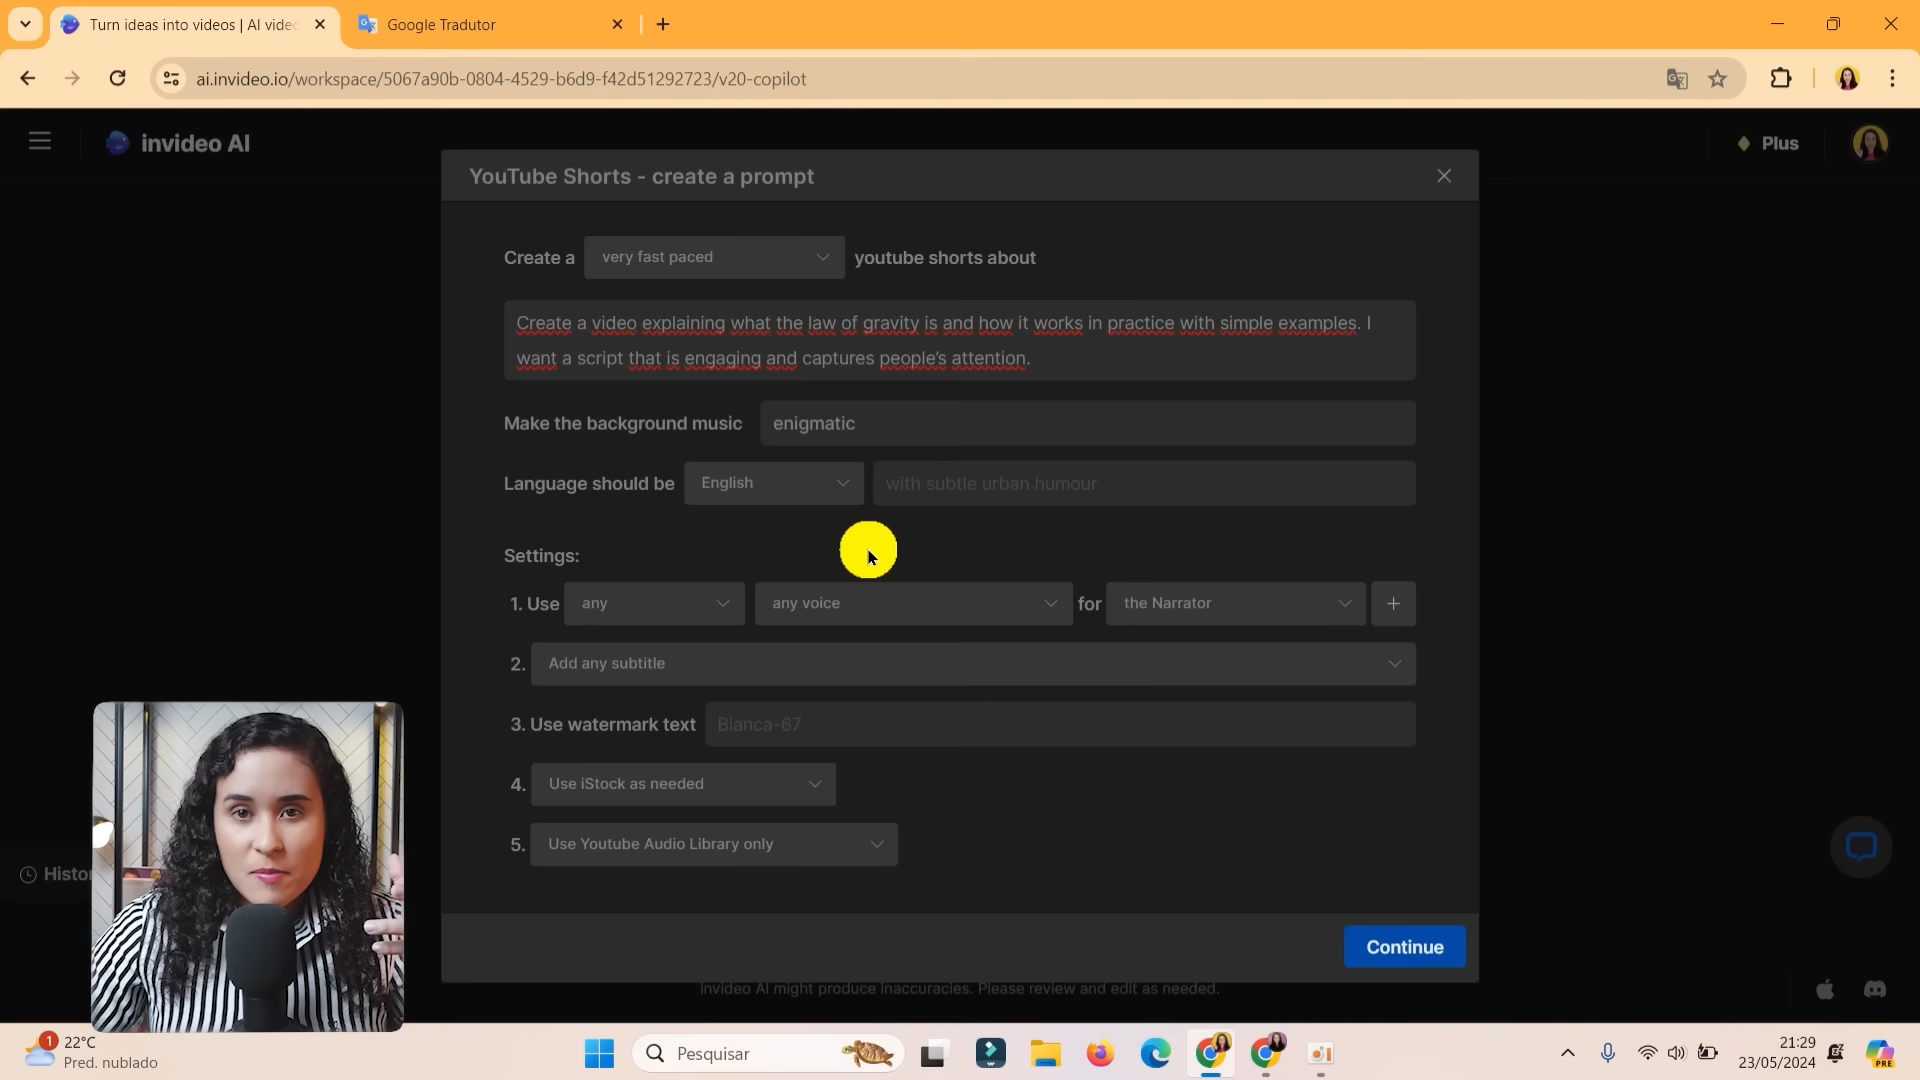 Turn ideas into videos | AI videc
Google Tradutor
ai.invideo.io/workspace/5067a90b-0804-4529-b6d9-f42d51292723/v20-copilot
invideo AI
Plus
YouTube Shorts - create a prompt
Create a very fast paced youtube shorts about
Create a video explaining what the law of gravity is and how it works in practice with simple examples. I
want a script that is engaging and captures people's attention.
Make the background music enigmatic
Language should be English with subtle urban humour
Settings:
1. Use any any voice for the Narrator +
2. Add any subtitle
3. Use watermark text Bianca-67
4. Use iStock as needed
5. Use Youtube Audio Library only
Histor
Continue
invideo AI might produce inaccuracies. Please review and edit as needed.
1
22°C
Pred. nublado
Pesquisar
PRE
21:29
23/05/2024